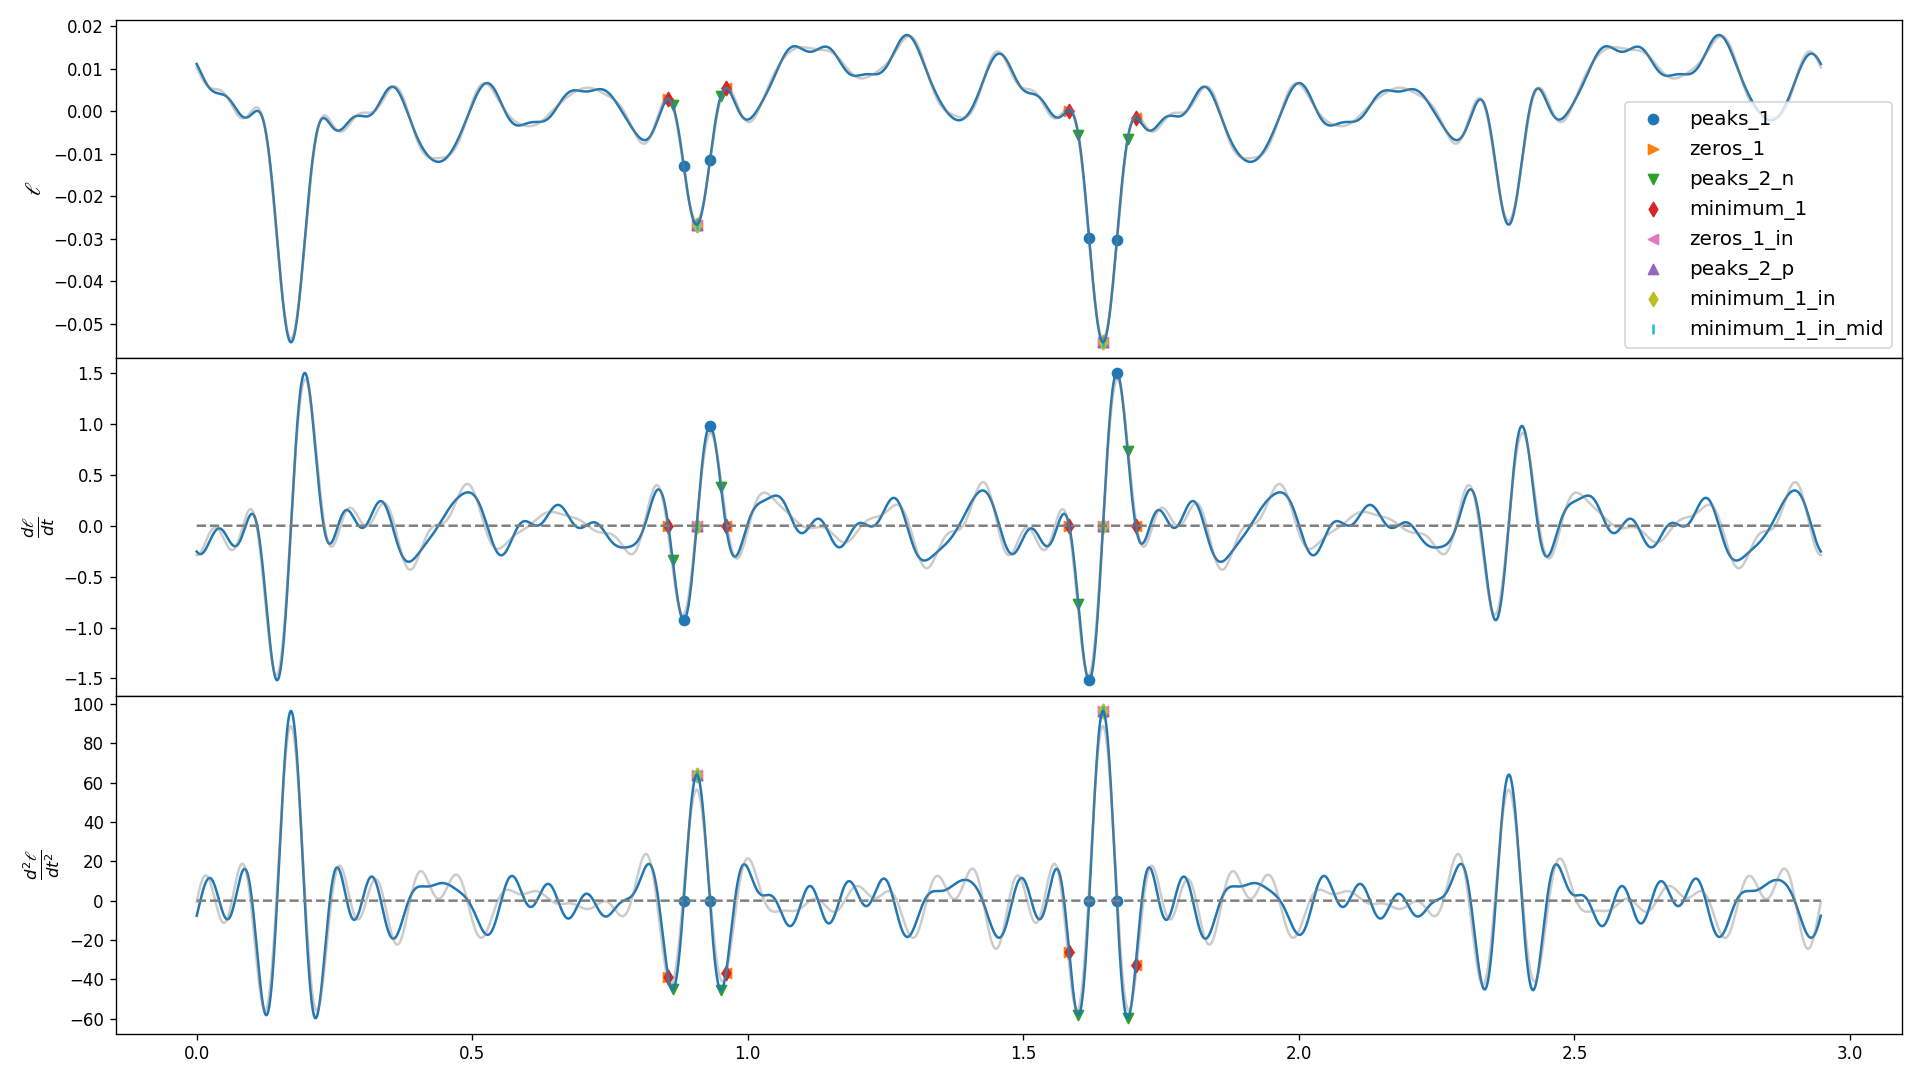 0.02
0.01
0.00
−0.01
−0.02
−0.03
−0.04
−0.05
ℓ
peaks_1
zeros_1
peaks_2_n
minimum_1
zeros_1_in
peaks_2_p
minimum_1_in
minimum_1_in_mid
1.5
1.0
0.5
0.0
−0.5
−1.0
−1.5
dℓ
dt
100
80
60
40
20
0
−20
−40
−60
d²ℓ
dt²
0.0 0.5 1.0 1.5 2.0 2.5 3.0